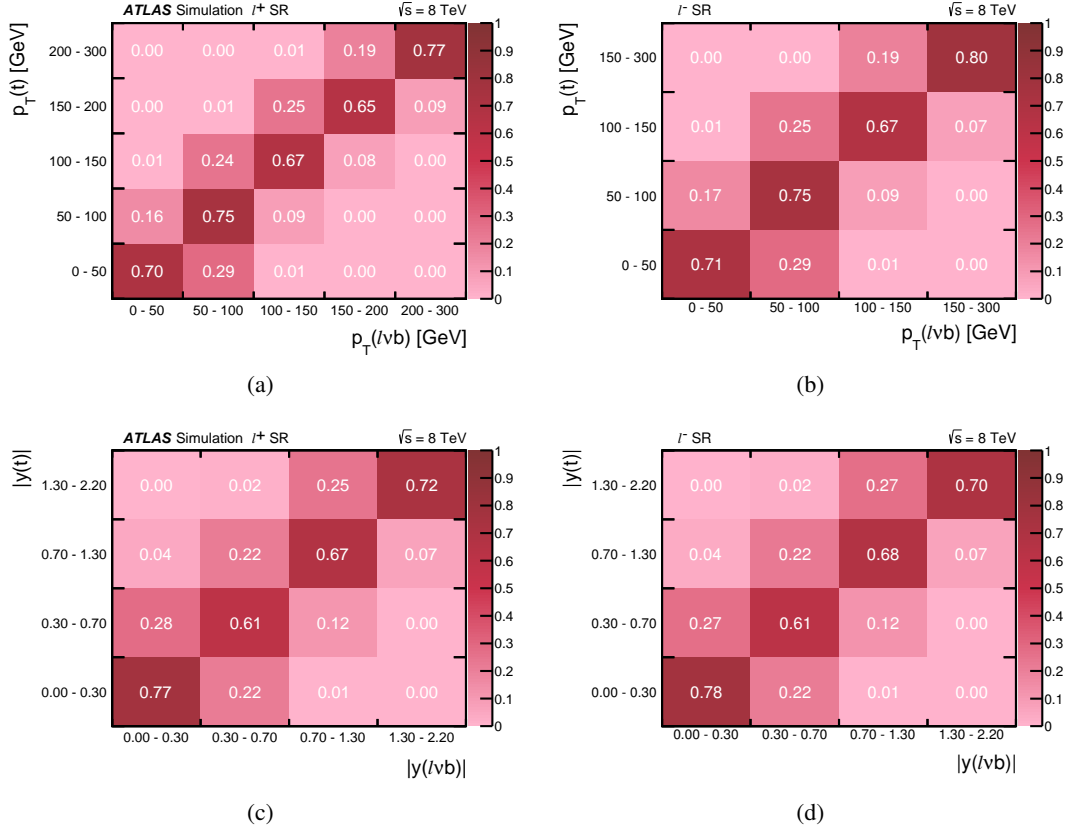 ATLAS Simulation l+ SR √s = 8 TeV
pT(t) [GeV]
200 - 300 0.00 0.00 0.01 0.19 0.77
150 - 200 0.00 0.01 0.25 0.65 0.09
100 - 150 0.01 0.24 0.67 0.08 0.00
50 - 100 0.16 0.75 0.09 0.00 0.00
0 - 50 0.70 0.29 0.01 0.00 0.00
0 - 50 50 - 100 100 - 150 150 - 200 200 - 300
pT(lνb) [GeV]
1
0.9
0.8
0.7
0.6
0.5
0.4
0.3
0.2
0.1
0
(a)
l- SR √s = 8 TeV
pT(t) [GeV]
150 - 300 0.00 0.00 0.19 0.80
100 - 150 0.01 0.25 0.67 0.07
50 - 100 0.17 0.75 0.09 0.00
0 - 50 0.71 0.29 0.01 0.00
0 - 50 50 - 100 100 - 150 150 - 300
pT(lνb) [GeV]
1
0.9
0.8
0.7
0.6
0.5
0.4
0.3
0.2
0.1
0
(b)
ATLAS Simulation l+ SR √s = 8 TeV
|y(t)|
1.30 - 2.20 0.00 0.02 0.25 0.72
0.70 - 1.30 0.04 0.22 0.67 0.07
0.30 - 0.70 0.28 0.61 0.12 0.00
0.00 - 0.30 0.77 0.22 0.01 0.00
0.00 - 0.30 0.30 - 0.70 0.70 - 1.30 1.30 - 2.20
|y(lνb)|
1
0.9
0.8
0.7
0.6
0.5
0.4
0.3
0.2
0.1
0
(c)
l- SR √s = 8 TeV
|y(t)|
1.30 - 2.20 0.00 0.02 0.27 0.70
0.70 - 1.30 0.04 0.22 0.68 0.07
0.30 - 0.70 0.27 0.61 0.12 0.00
0.00 - 0.30 0.78 0.22 0.01 0.00
0.00 - 0.30 0.30 - 0.70 0.70 - 1.30 1.30 - 2.20
|y(lνb)|
1
0.9
0.8
0.7
0.6
0.5
0.4
0.3
0.2
0.1
0
(d)